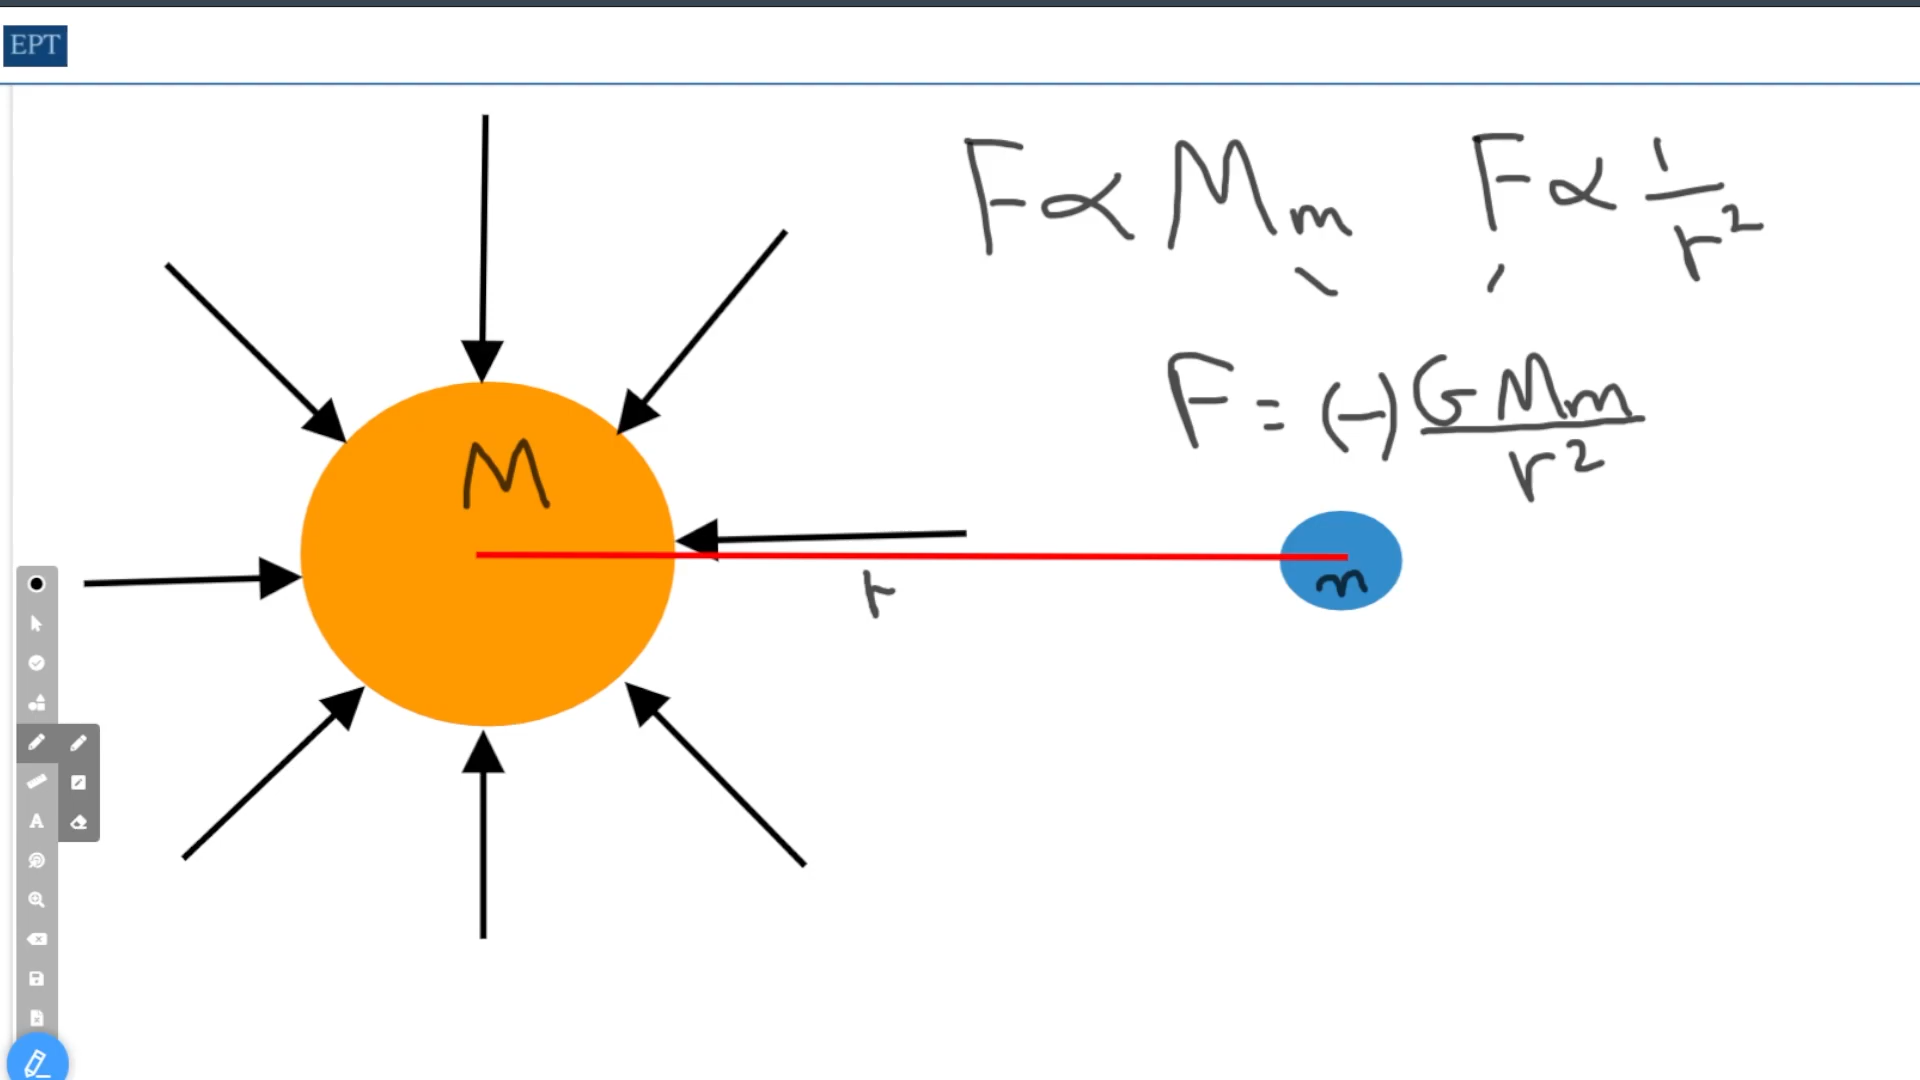 EPT
F ∝ Mm F ∝ 1/r²
F = (-) GMm/r²
M
r
m
A